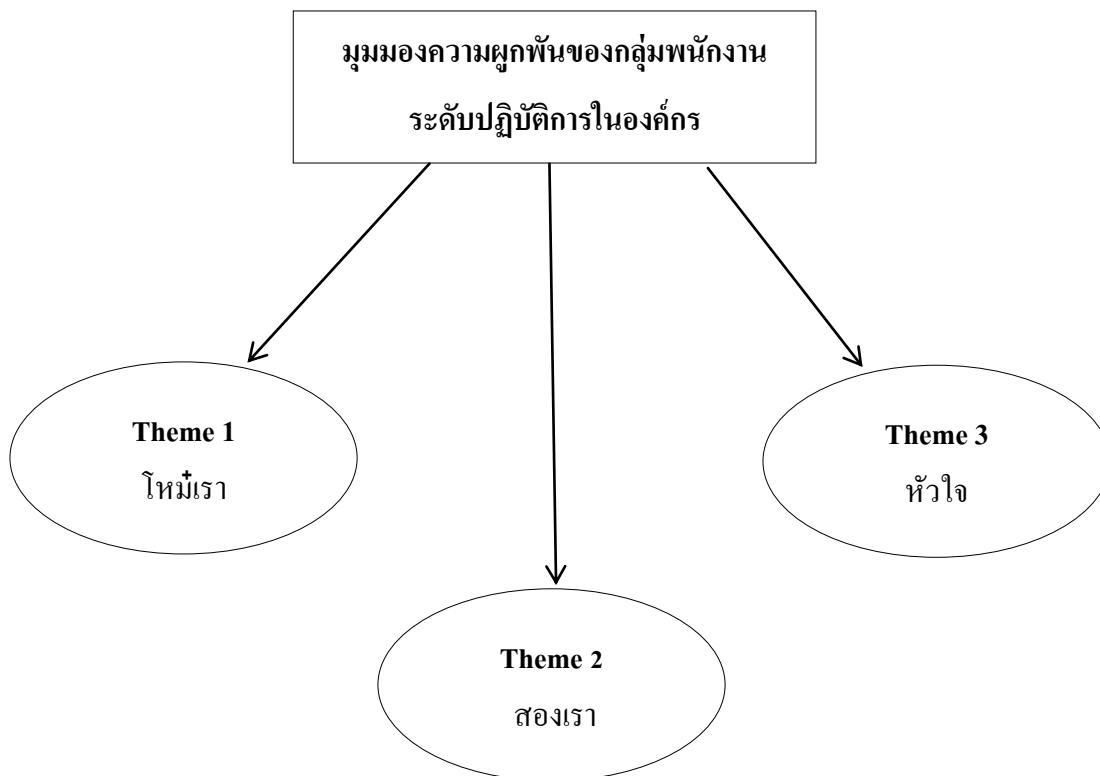 มุมมองความผูกพันของกลุ่มพนักงาน
ระดับปฏิบัติการในองค์กร
Theme 1
โหมฺ๋เรา
Theme 3
หัวใจ
Theme 2
สองเรา